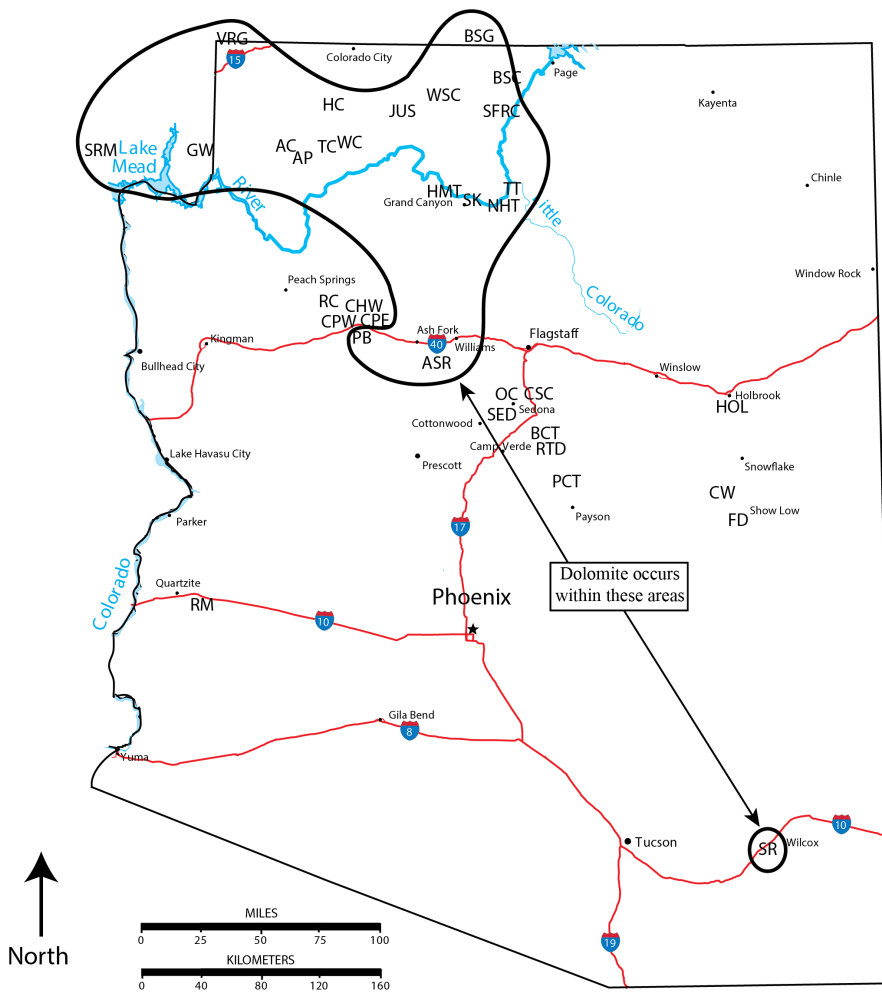 VRG
BSG
15
Colorado City
BSC
Page
HC
WSC
JUS
SFRC
Kayenta
SRM
Lake
Mead
GW
AC
AP
TC
WC
Chinle
River
HMT
SK
TT
NHT
Grand Canyon
Little
Colorado
Window Rock
Peach Springs
RC
CHW
CPW
CPE
PB
Kingman
Ash Fork
40
Williams
Flagstaff
ASR
Bullhead City
Winslow
Holbrook
HOL
OC
CSC
SED
Sedona
Cottonwood
BCT
RTD
Camp Verde
Lake Havasu City
Prescott
Snowflake
PCT
CW
Payson
FD
Show Low
Parker
17
Colorado
Quartzite
RM
Dolomite occurs
within these areas
Phoenix
10
Gila Bend
8
Yuma
Tucson
SR
Wilcox
10
19
North
MILES
0 25 50 75 100
KILOMETERS
0 40 80 120 160